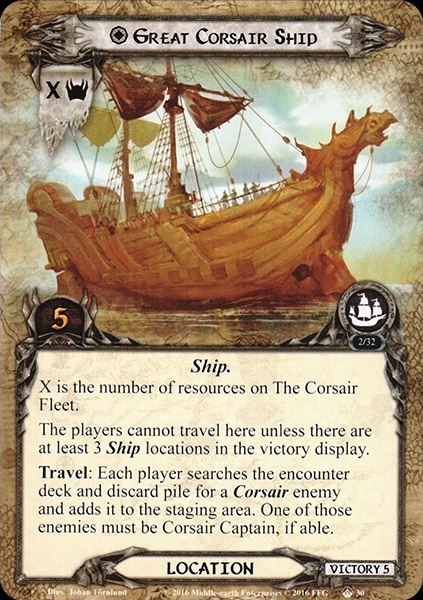 Great Corsair Ship
X
5
2/32
Ship.
X is the number of resources on The Corsair
Fleet.
The players cannot travel here unless there are
at least 3 Ship locations in the victory display.
Travel: Each player searches the encounter
deck and discard pile for a Corsair enemy
and adds it to the staging area. One of those
enemies must be Corsair Captain, if able.
LOCATION
VICTORY 5
Illus. Johan Törnlund
© 2016 Middle-earth Enterprises © 2016 FFG
30